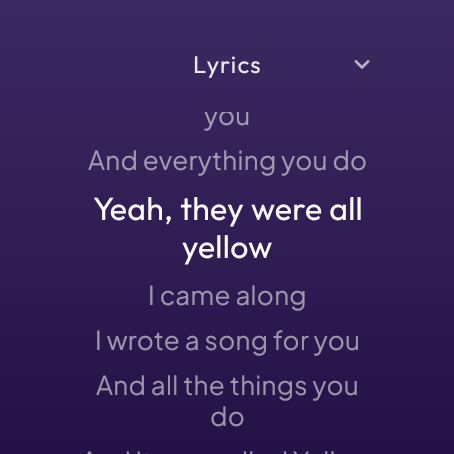 Lyrics
you
And everything you do
Yeah, they were all
yellow
I came along
I wrote a song for you
And all the things you
do